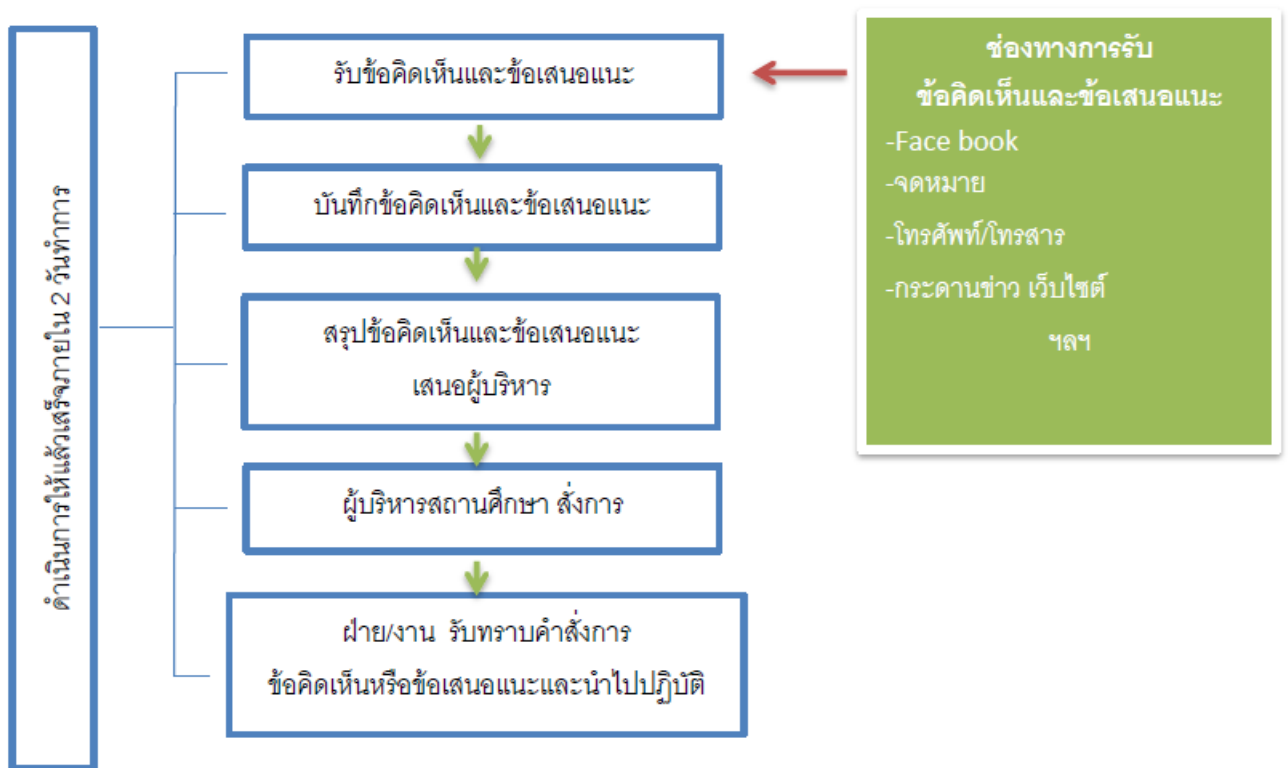 ดำเนินการให้แล้วเสร็จภายใน 2 วันทำการ
รับข้อคิดเห็นและข้อเสนอแนะ
บันทึกข้อคิดเห็นและข้อเสนอแนะ
สรุปข้อคิดเห็นและข้อเสนอแนะ
เสนอผู้บริหาร
ผู้บริหารสถานศึกษา สั่งการ
ฝ่าย/งาน รับทราบคำสั่งการ
ข้อคิดเห็นหรือข้อเสนอแนะและนำไปปฏิบัติ
ช่องทางการรับ
ข้อคิดเห็นและข้อเสนอแนะ
-Face book
-จดหมาย
-โทรศัพท์/โทรสาร
-กระดานข่าว เว็บไซต์
ฯลฯ